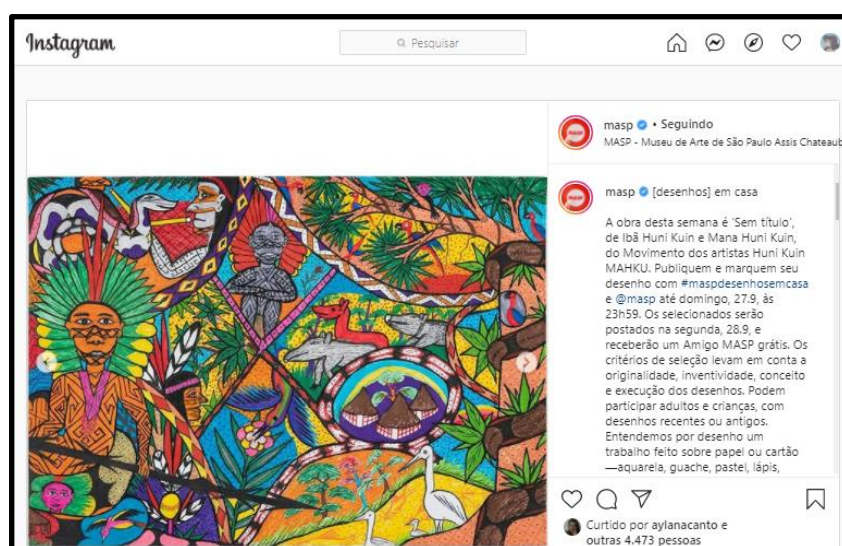 Instagram
Pesquisar
masp • Seguindo
MASP - Museu de Arte de São Paulo Assis Chateaub
masp [desenhos] em casa
A obra desta semana é 'Sem título',
de Ibã Huni Kuin e Mana Huni Kuin,
do Movimento dos artistas Huni Kuin
MAHKU. Publiquem e marquem seu
desenho com #maspdesenhosemcasa
e @masp até domingo, 27.9, às
23h59. Os selecionados serão
postados na segunda, 28.9, e
receberão um Amigo MASP grátis. Os
critérios de seleção levam em conta a
originalidade, inventividade, conceito
e execução dos desenhos. Podem
participar adultos e crianças, com
desenhos recentes ou antigos.
Entendemos por desenho um
trabalho feito sobre papel ou cartão
—aquarela, guache, pastel, lápis,
Curtido por aylanacanto e
outras 4.473 pessoas